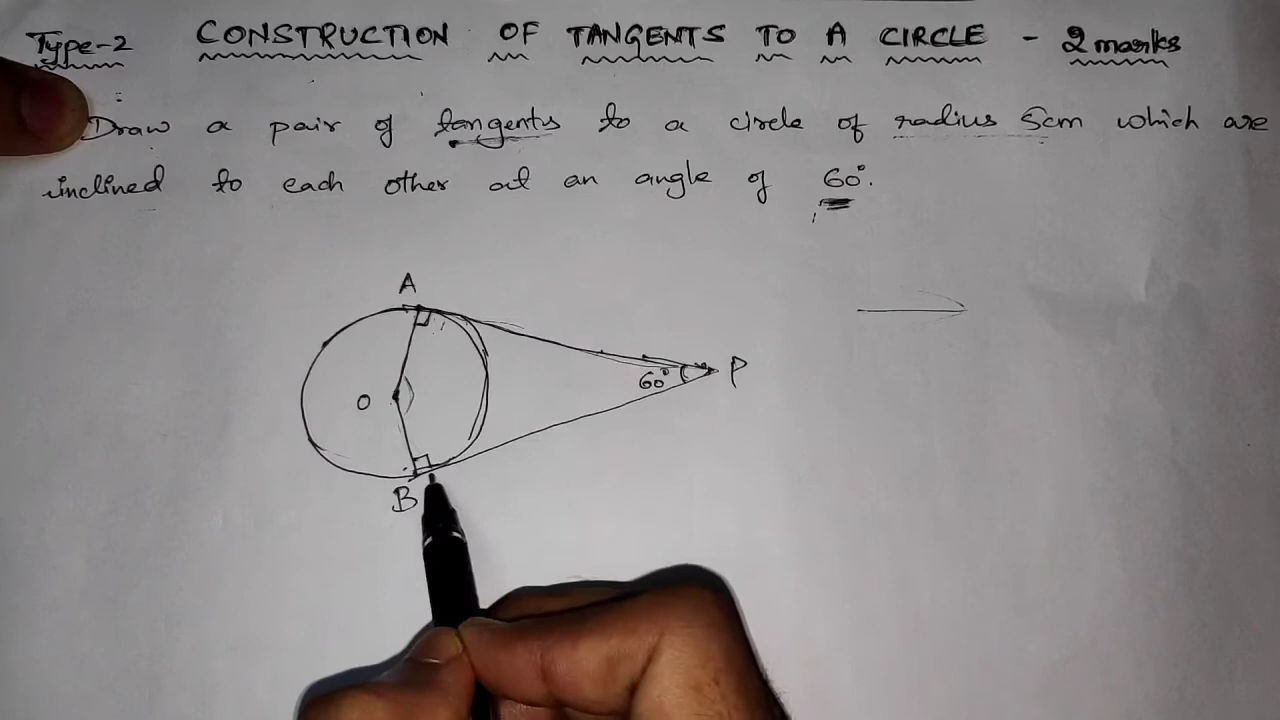 Type-2 CONSTRUCTION OF TANGENTS TO A CIRCLE - 2 marks
Draw a pair of tangents to a circle of radius 5cm which are
inclined to each other at an angle of 60°.
A
60° P
O
B